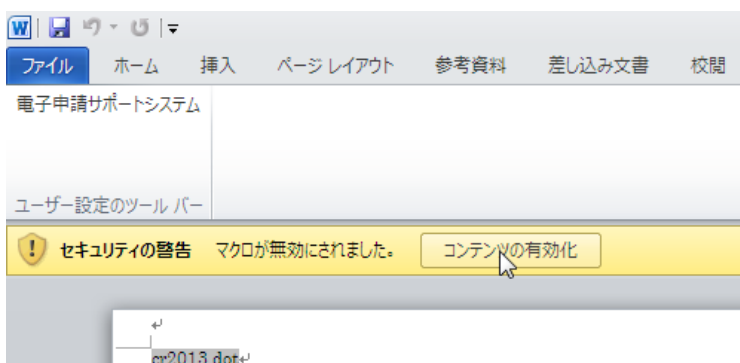 W
ファイル ホーム 挿入 ページ レイアウト 参考資料 差し込み文書 校閲
電子申請サポートシステム
ユーザー設定のツール バー
! セキュリティの警告 マクロが無効にされました。 コンテンツの有効化
cr2013.dot